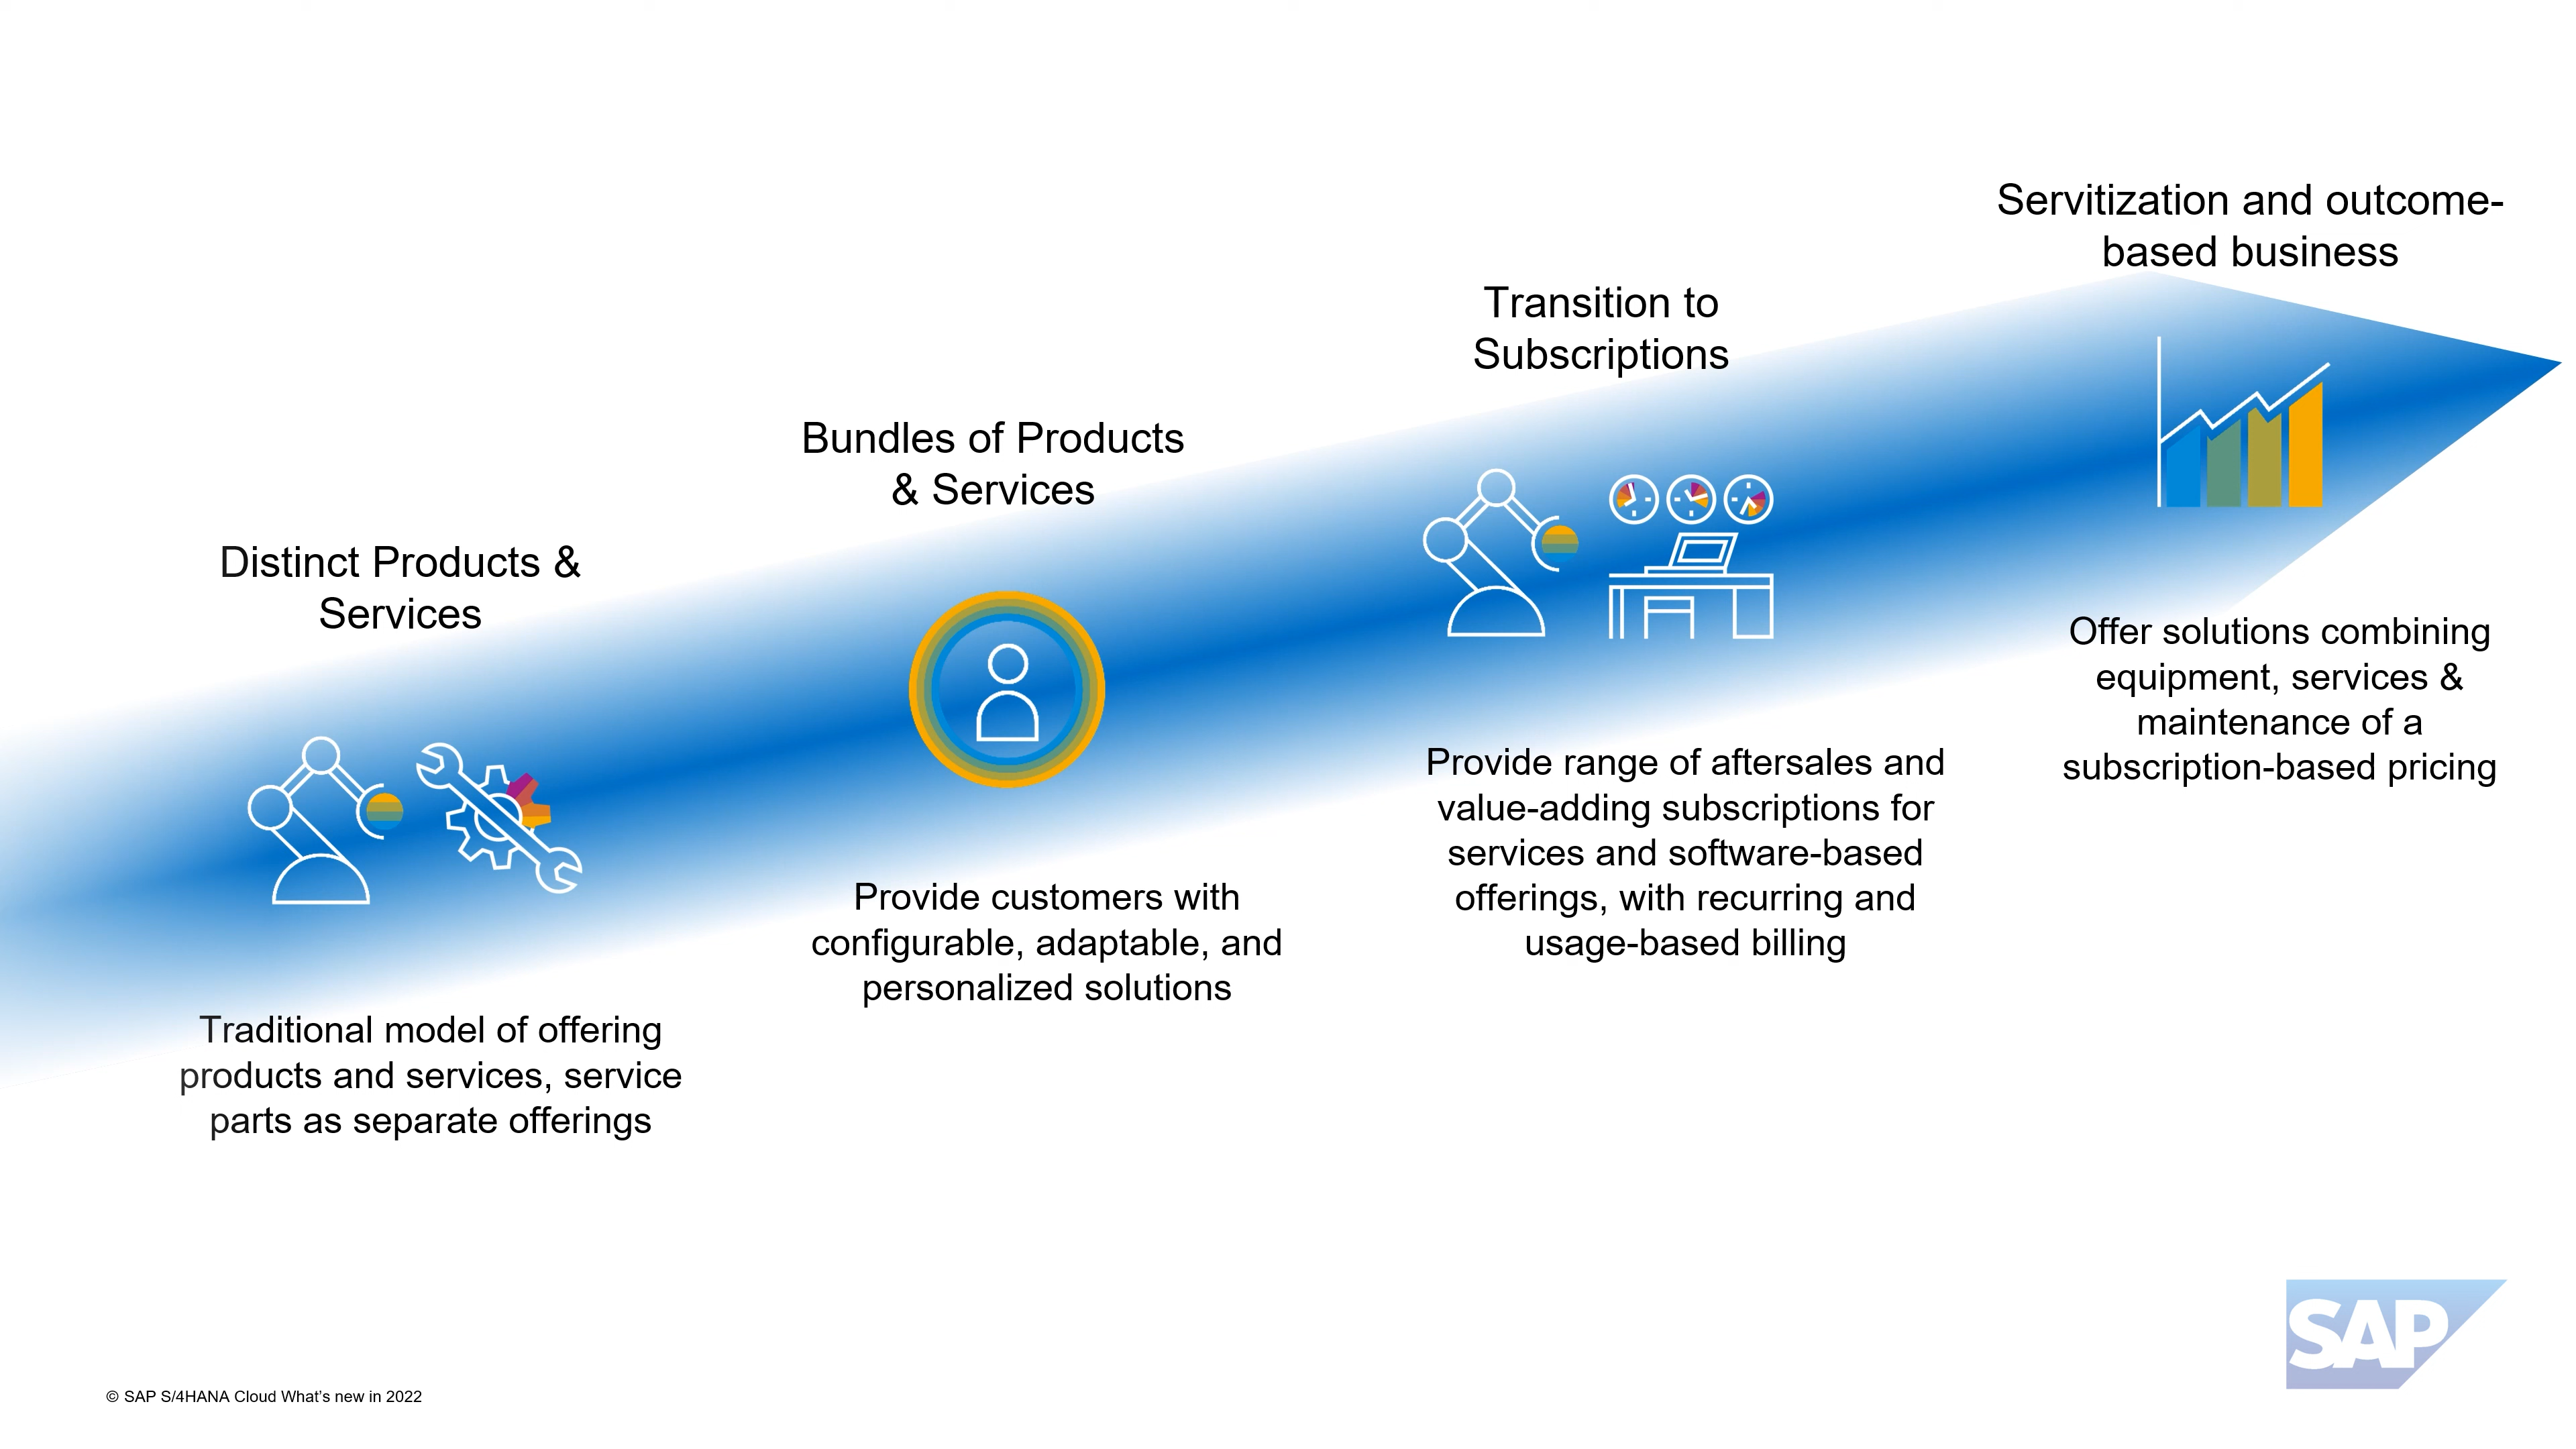 Distinct Products &
Services
Traditional model of offering
products and services, service
parts as separate offerings
Bundles of Products
& Services
Provide customers with
configurable, adaptable, and
personalized solutions
Transition to
Subscriptions
Provide range of aftersales and
value-adding subscriptions for
services and software-based
offerings, with recurring and
usage-based billing
Servitization and outcome-
based business
Offer solutions combining
equipment, services &
maintenance of a
subscription-based pricing
© SAP S/4HANA Cloud What’s new in 2022
SAP